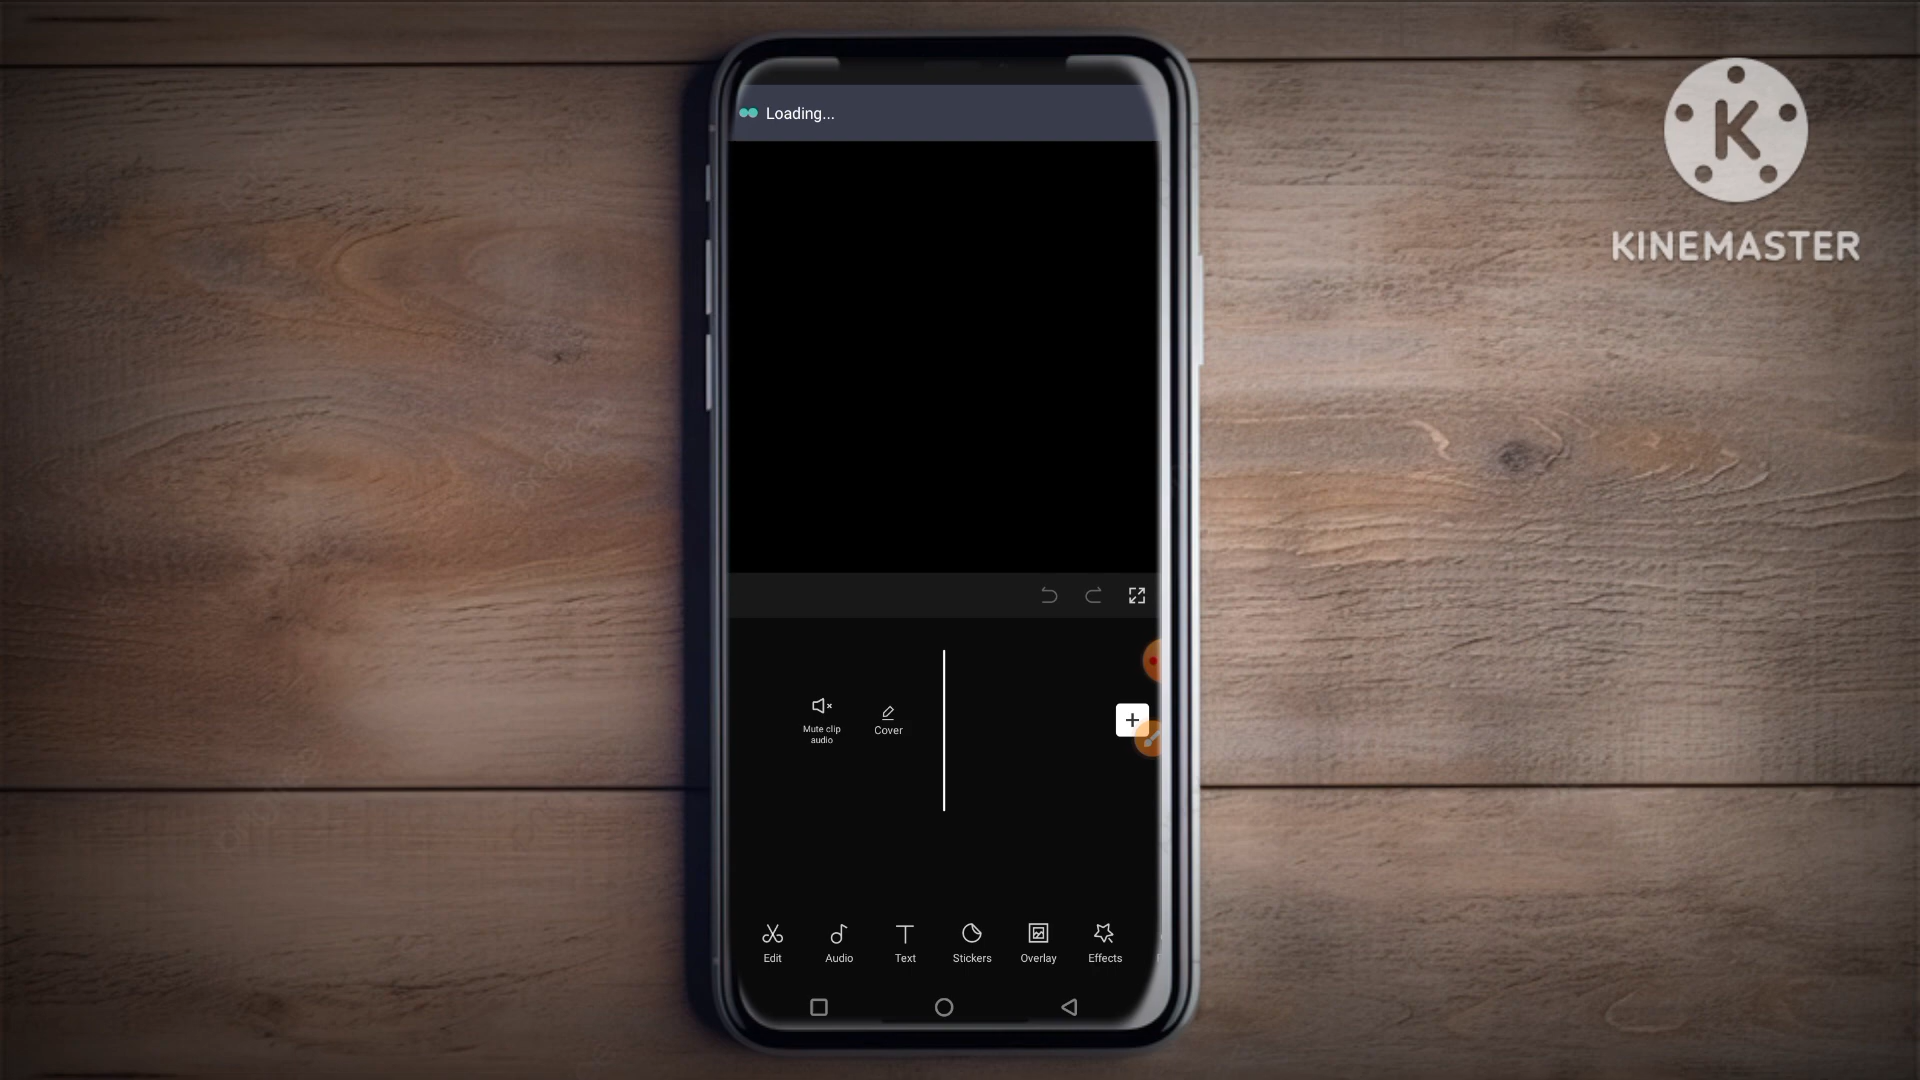 Loading...
KINEMASTER
Mute clip
audio
Cover
Edit
Audio
Text
Stickers
Overlay
Effects